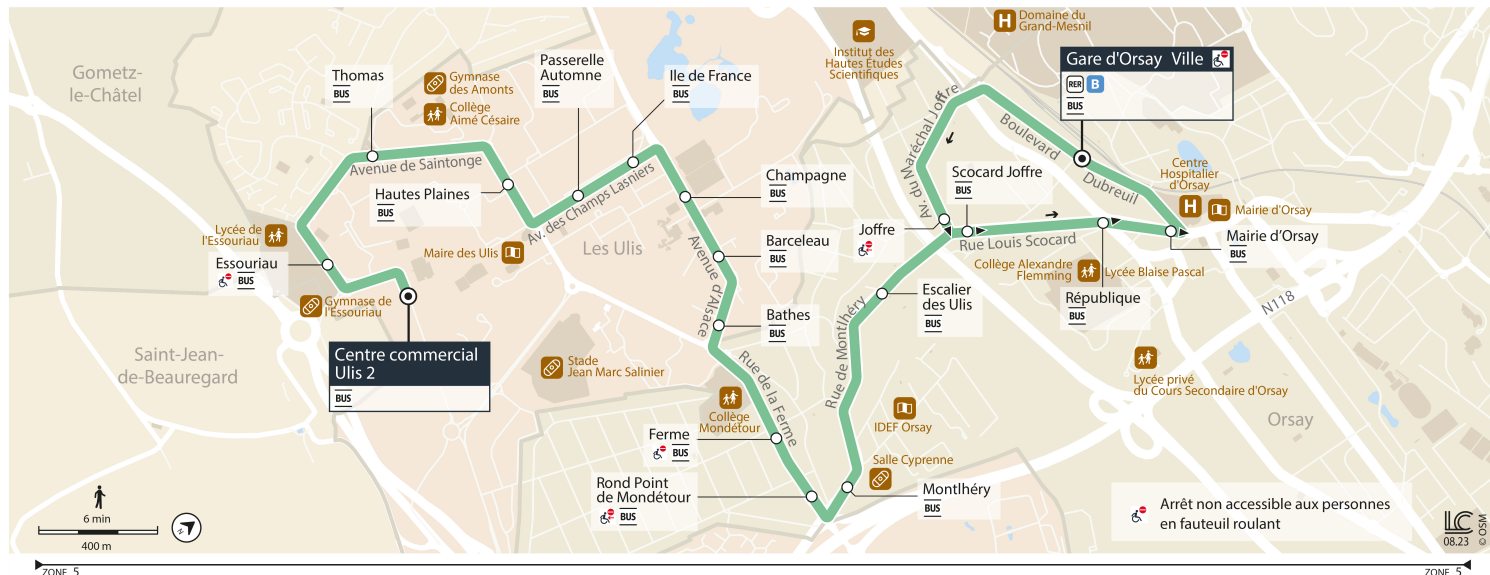 Gometz-
le-Châtel
Thomas
BUS
Gymnase
des Amonts
Collège
Aimé Césaire
Passerelle
Automne
BUS
Ile de France
BUS
Institut des
Hautes Études
Scientifiques
H
Domaine du
Grand-Mesnil
Gare d'Orsay Ville
RER B
BUS
Avenue de Saintonge
Hautes Plaines
BUS
Av. des Champs Lasniers
Champagne
BUS
Av. du Maréchal Joffre
Boulevard
Dubreuil
Scocard Joffre
BUS
Centre
Hospitalier
d'Orsay
H
Mairie d'Orsay
Lycée de
l'Essouriau
Essouriau
BUS
Maire des Ulis
Les Ulis
Barceleau
BUS
Avenue d'Alsace
Joffre
Rue Louis Scocard
Mairie d'Orsay
BUS
Collège Alexandre
Flemming
Lycée Blaise Pascal
Gymnase de
l'Essouriau
Escalier
des Ulis
BUS
République
BUS
N118
Bathes
BUS
Saint-Jean-
de-Beauregard
Centre commercial
Ulis 2
BUS
Stade
Jean Marc Salinier
Rue de la Ferme
Rue de Montlhéry
Lycée privé
du Cours Secondaire d'Orsay
Collège
Mondétour
IDEF Orsay
Orsay
Ferme
BUS
Salle Cyprenne
Rond Point
de Mondétour
BUS
Montlhéry
BUS
6 min
400 m
N
Arrêt non accessible aux personnes
en fauteuil roulant
LC
08.23
© OSM
ZONE 5
ZONE 5